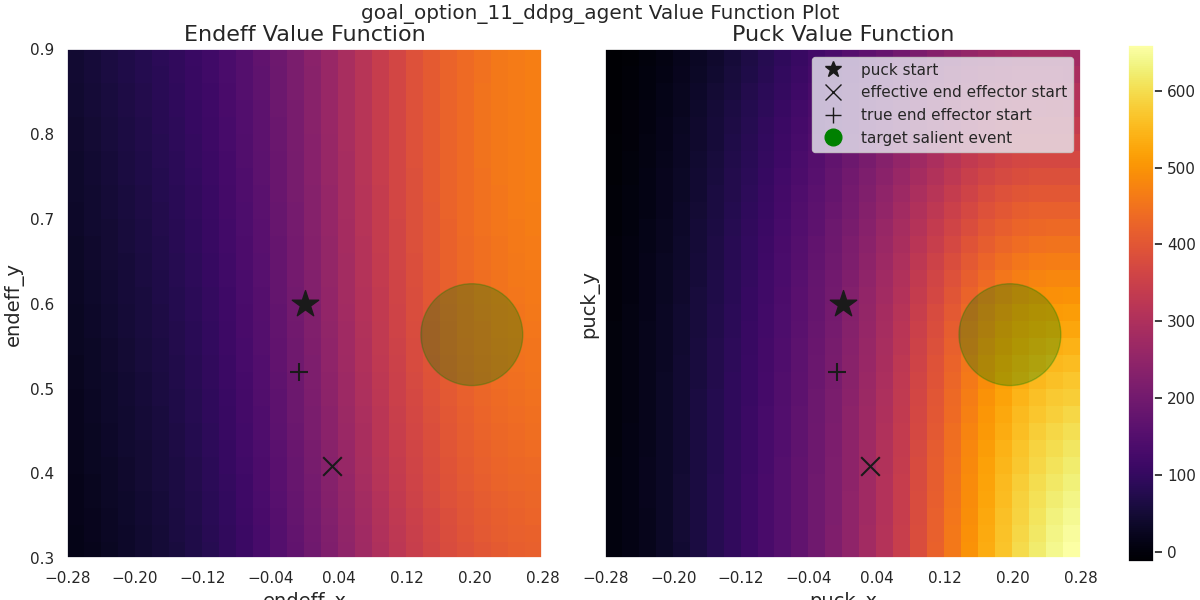 goal_option_11_ddpg_agent Value Function Plot
Endeff Value Function
Puck Value Function
0.9
0.8
0.7
0.6
0.5
0.4
0.3
endeff_y
−0.28 −0.20 −0.12 −0.04 0.04 0.12 0.20 0.28
endeff_x
puck_y
puck start
effective end effector start
true end effector start
target salient event
−0.28 −0.20 −0.12 −0.04 0.04 0.12 0.20 0.28
puck_x
600
500
400
300
200
100
0